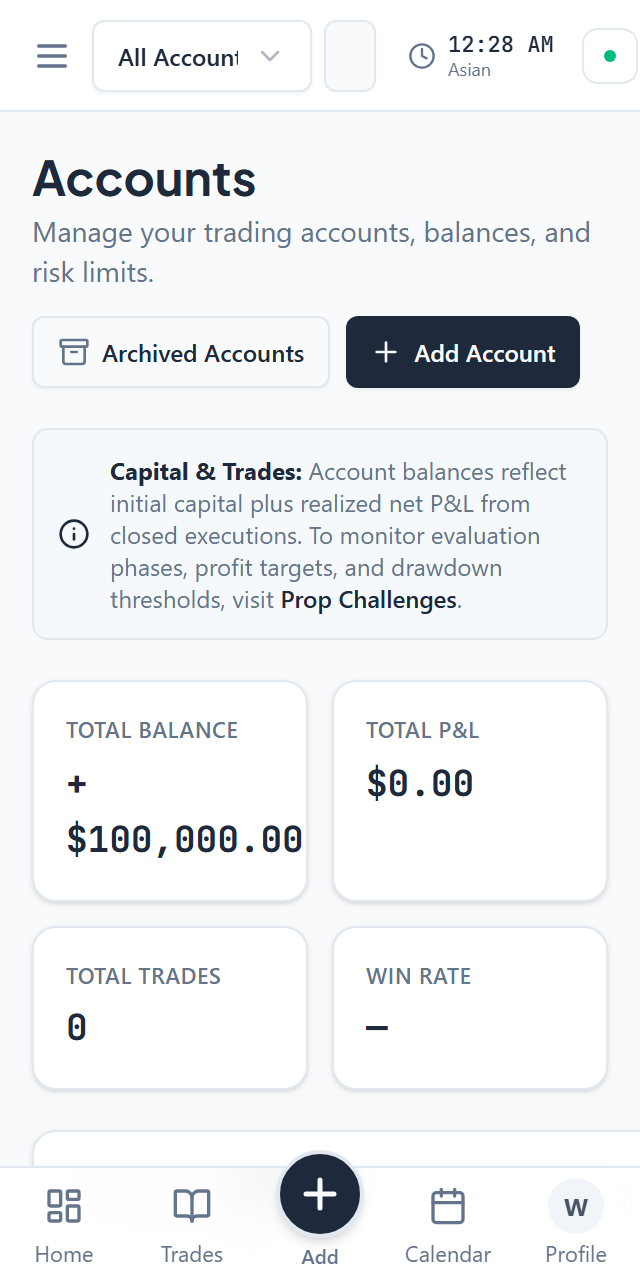 All Account
12:28 AM
Asian
Accounts
Manage your trading accounts, balances, and
risk limits.
Archived Accounts
Add Account
Capital & Trades: Account balances reflect
initial capital plus realized net P&L from
closed executions. To monitor evaluation
phases, profit targets, and drawdown
thresholds, visit Prop Challenges.
TOTAL BALANCE
+
$100,000.00
TOTAL P&L
$0.00
TOTAL TRADES
0
WIN RATE
—
Home
Trades
Add
Calendar
W
Profile